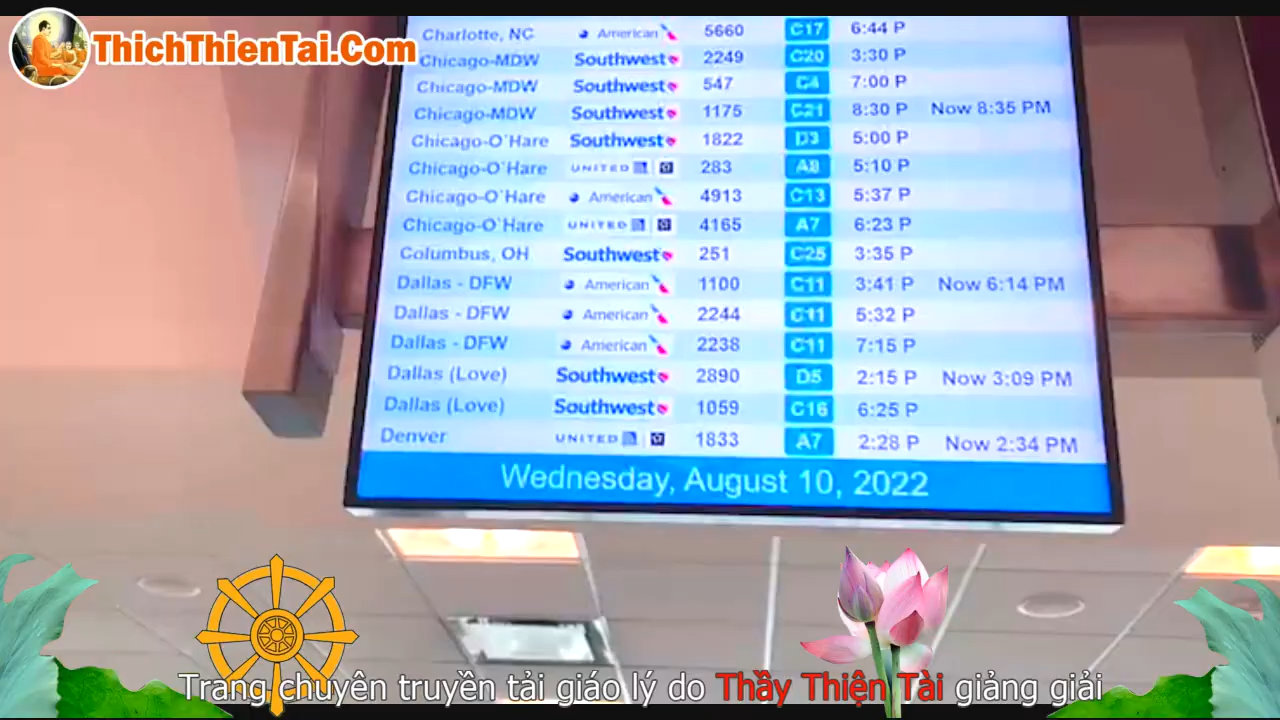 ThichThienTai.Com
Charlotte, NC American 5660 C17 6:44 P
Chicago-MDW Southwest 2249 C20 3:30 P
Chicago-MDW Southwest 547 C4 7:00 P
Chicago-MDW Southwest 1175 C21 8:30 P Now 8:35 PM
Chicago-O'Hare Southwest 1822 D3 5:00 P
Chicago-O'Hare UNITED 283 A8 5:10 P
Chicago-O'Hare American 4913 C13 5:37 P
Chicago-O'Hare UNITED 4165 A7 6:23 P
Columbus, OH Southwest 251 C25 3:35 P
Dallas - DFW American 1100 C11 3:41 P Now 6:14 PM
Dallas - DFW American 2244 C11 5:32 P
Dallas - DFW American 2238 C11 7:15 P
Dallas (Love) Southwest 2890 D5 2:15 P Now 3:09 PM
Dallas (Love) Southwest 1059 C16 6:25 P
Denver UNITED 1833 A7 2:28 P Now 2:34 PM
Wednesday, August 10, 2022
Trang chuyên truyền tải giáo lý do Thầy Thiện Tài giảng giải